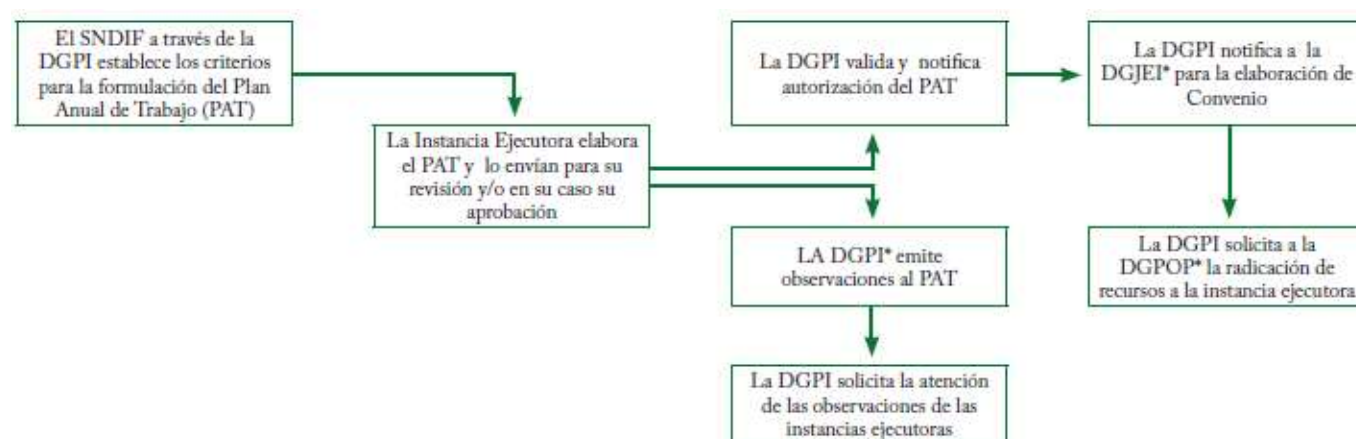 El SNDIF a través de la
DGPI establece los criterios
para la formulación del Plan
Anual de Trabajo (PAT)
La Instancia Ejecutora elabora
el PAT y lo envían para su
revisión y/o en su caso su
aprobación
La DGPI valida y notifica
autorización del PAT
La DGPI notifica a la
DGJEI* para la elaboración de
Convenio
LA DGPI* emite
observaciones al PAT
La DGPI solicita a la
DGPOP* la radicación de
recursos a la instancia ejecutora
La DGPI solicita la atención
de las observaciones de las
instancias ejecutoras